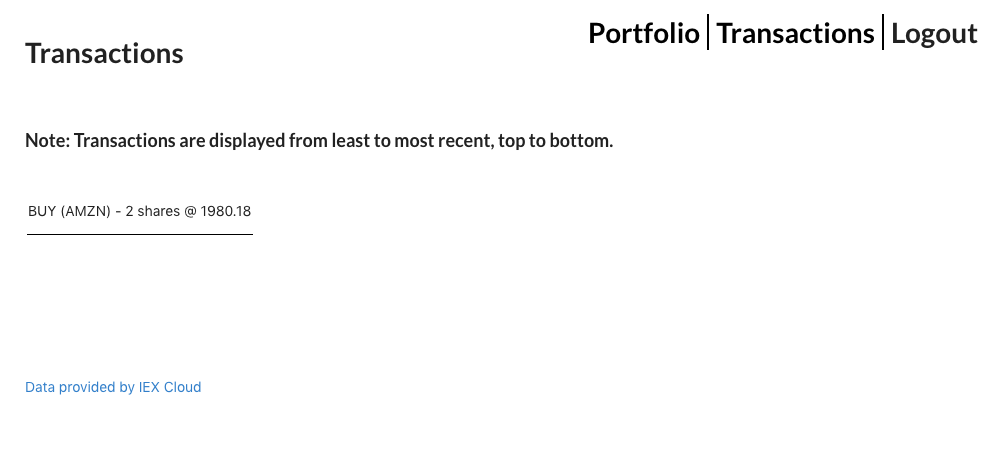 Portfolio | Transactions | Logout
Transactions
Note: Transactions are displayed from least to most recent, top to bottom.
BUY (AMZN) - 2 shares @ 1980.18
Data provided by IEX Cloud